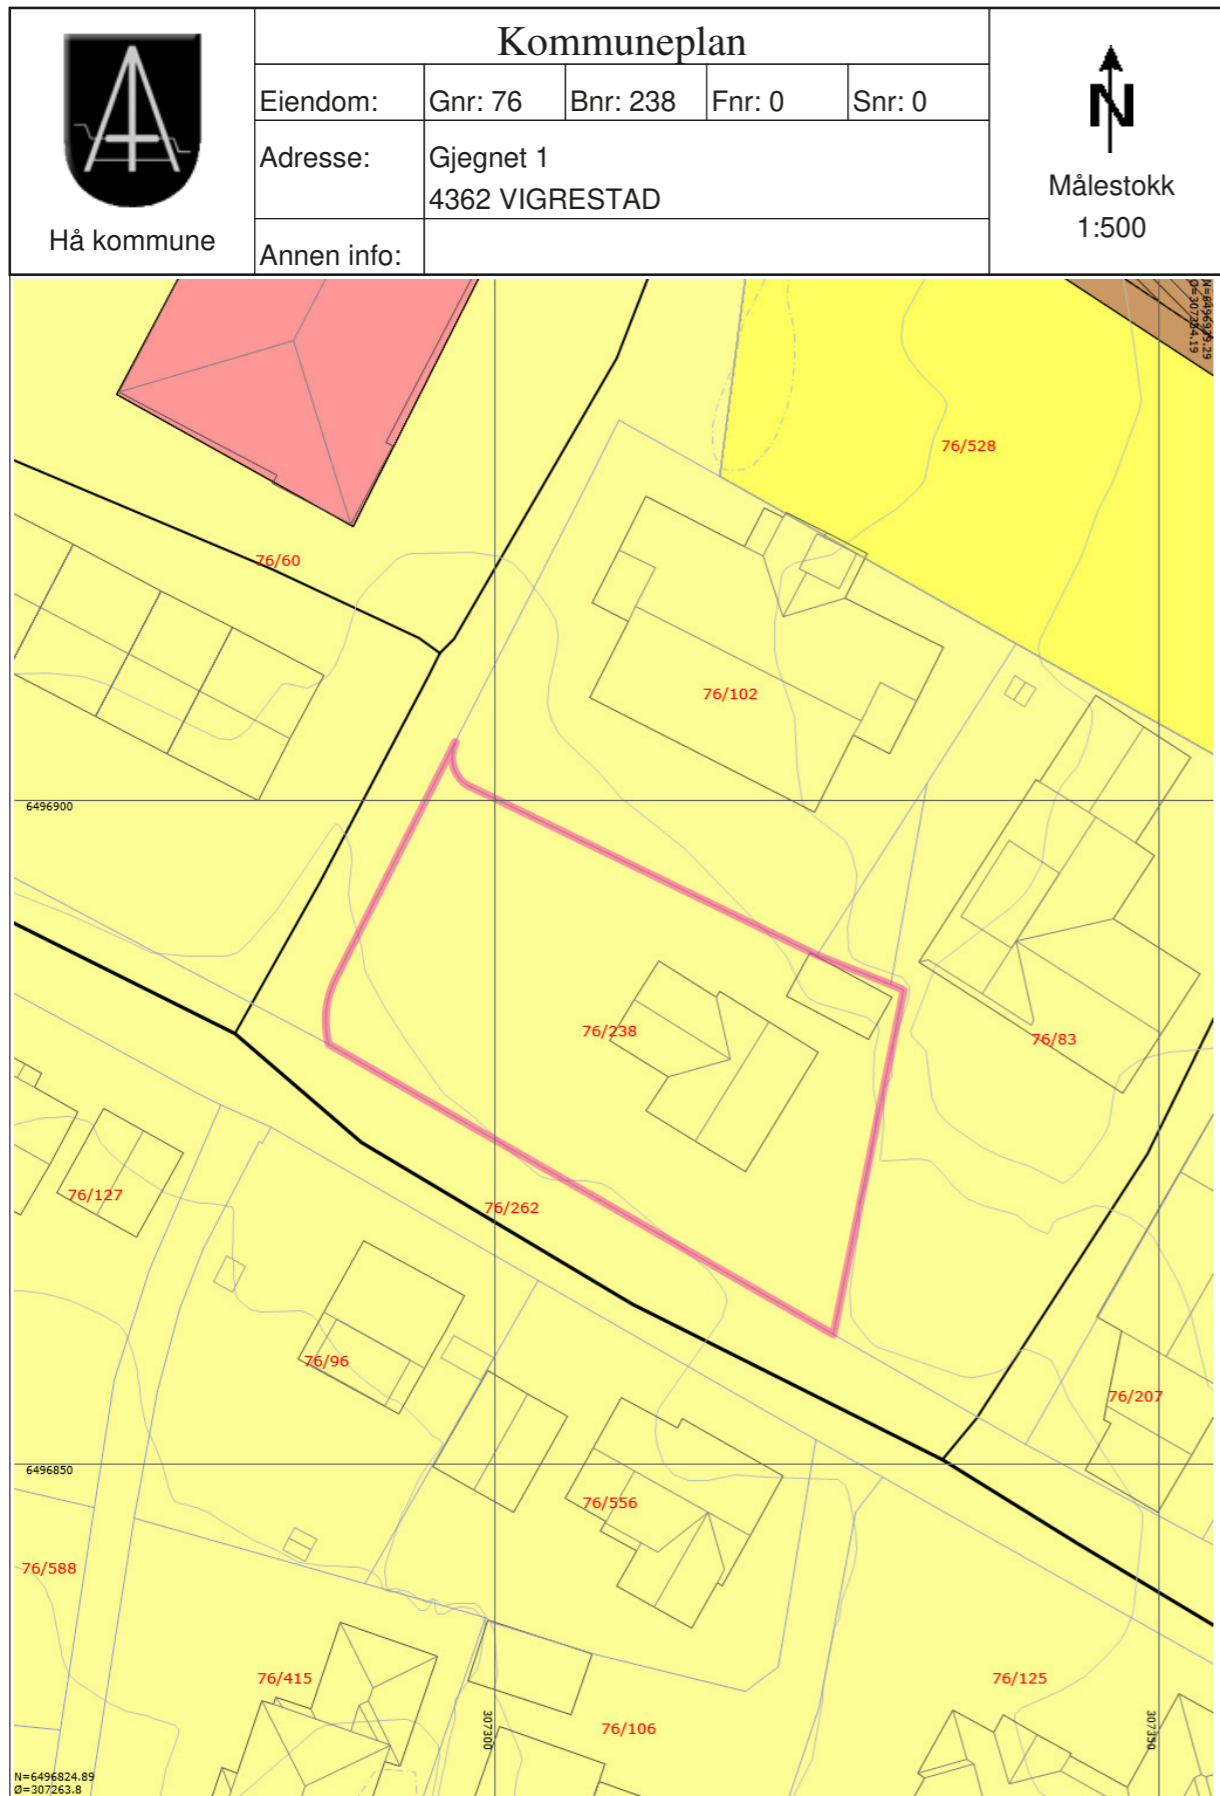 Kommuneplan
Eiendom: Gnr: 76 Bnr: 238 Fnr: 0 Snr: 0
Adresse: Gjegnet 1
4362 VIGRESTAD
Annen info:
Hå kommune
N
Målestokk
1:500
Ø=307354.19
76/528
76/60
76/102
6496900
76/238
76/83
76/127
76/262
76/96
76/207
6496850
76/556
76/588
76/415
76/125
307300
307350
76/106
N=6496824.89
Ø=307263.8